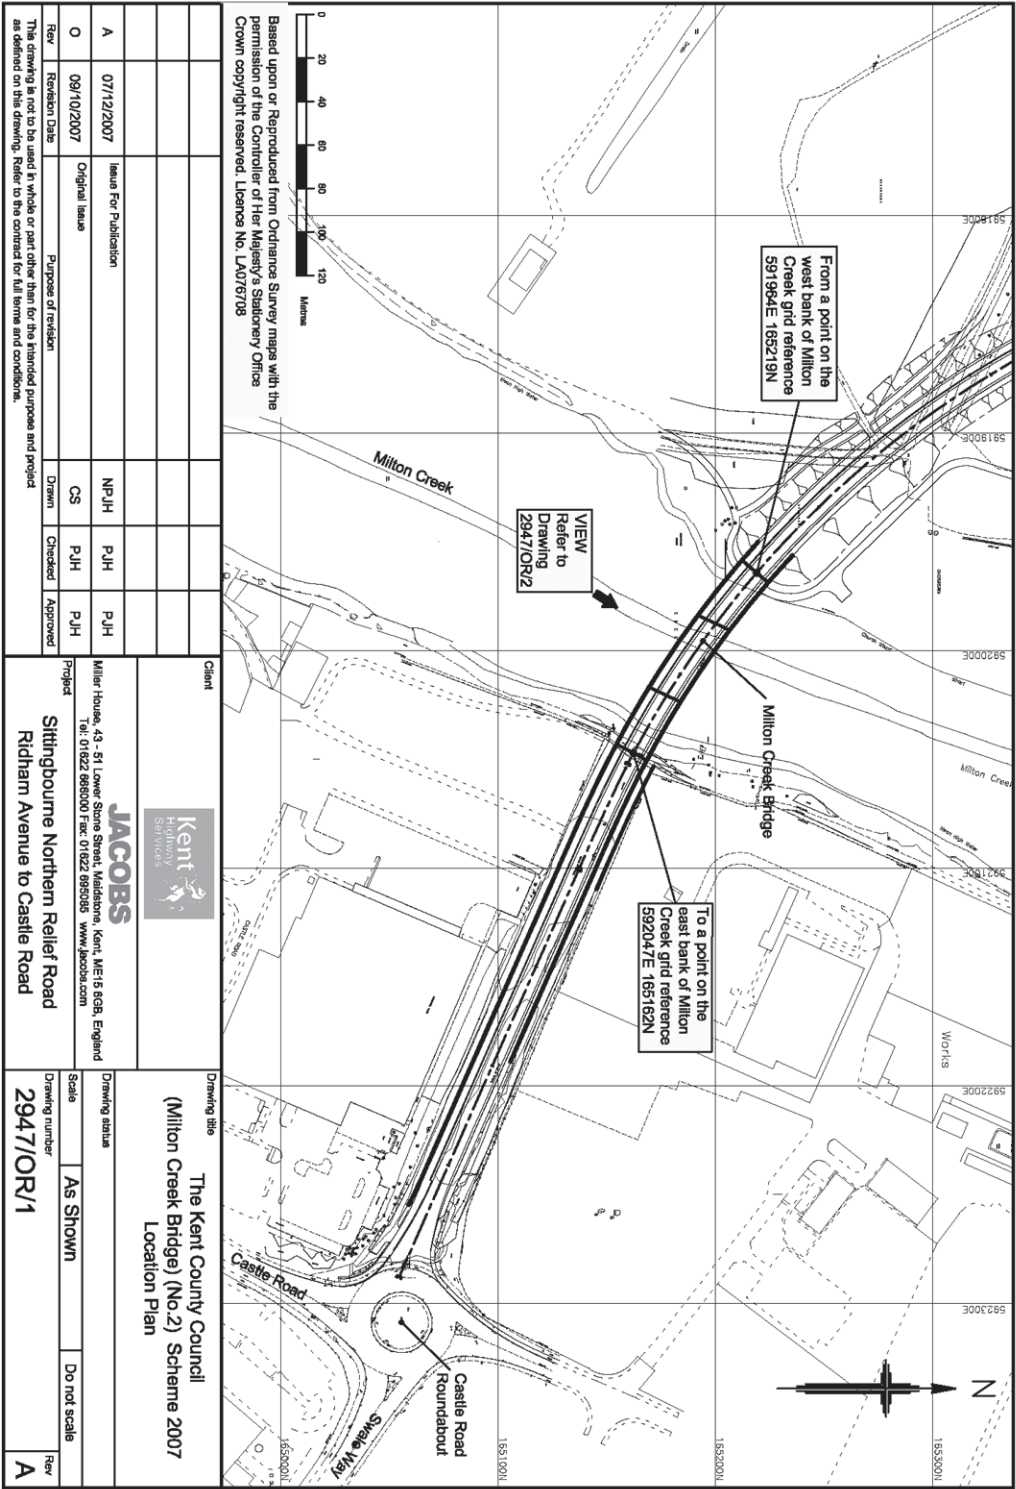 N
591800E
591900E
592000E
592100E
592200E
592300E
165300N
165200N
165100N
165000N
From a point on the
west bank of Milton
Creek grid reference
591964E 165219N
VIEW
Refer to
Drawing
2947/OR/2
Milton Creek
Milton Creek Bridge
Milton Creek
To a point on the
east bank of Milton
Creek grid reference
592047E 165162N
Works
Drain
Mean High Water
Mean High Water
CASTLE ROAD
Castle Road
Castle Road
Roundabout
Swale Way
0 20 40 60 80 100 120
Metres
Based upon or Reproduced from Ordnance Survey maps with the
permission of the Controller of Her Majesty's Stationery Office
Crown copyright reserved. Licence No. LA076708
A 07/12/2007 Issue For Publication NPJH PJH PJH
O 09/10/2007 Original Issue CS PJH PJH
Rev Revision Date Purpose of revision Drawn Checked Approved
This drawing is not to be used in whole or part other than for the intended purpose and project
as defined on this drawing. Refer to the contract for full terms and conditions.
Client
Kent
Highway
Services
JACOBS
Miller House, 43 - 51 Lower Stone Street, Maidstone, Kent, ME15 6GB, England
Tel: 01622 666000 Fax: 01622 695085 www.jacobs.com
Project
Sittingbourne Northern Relief Road
Ridham Avenue to Castle Road
Drawing title
The Kent County Council
(Milton Creek Bridge) (No.2) Scheme 2007
Location Plan
Drawing status
Scale As Shown Do not scale
Drawing number
2947/OR/1
Rev
A